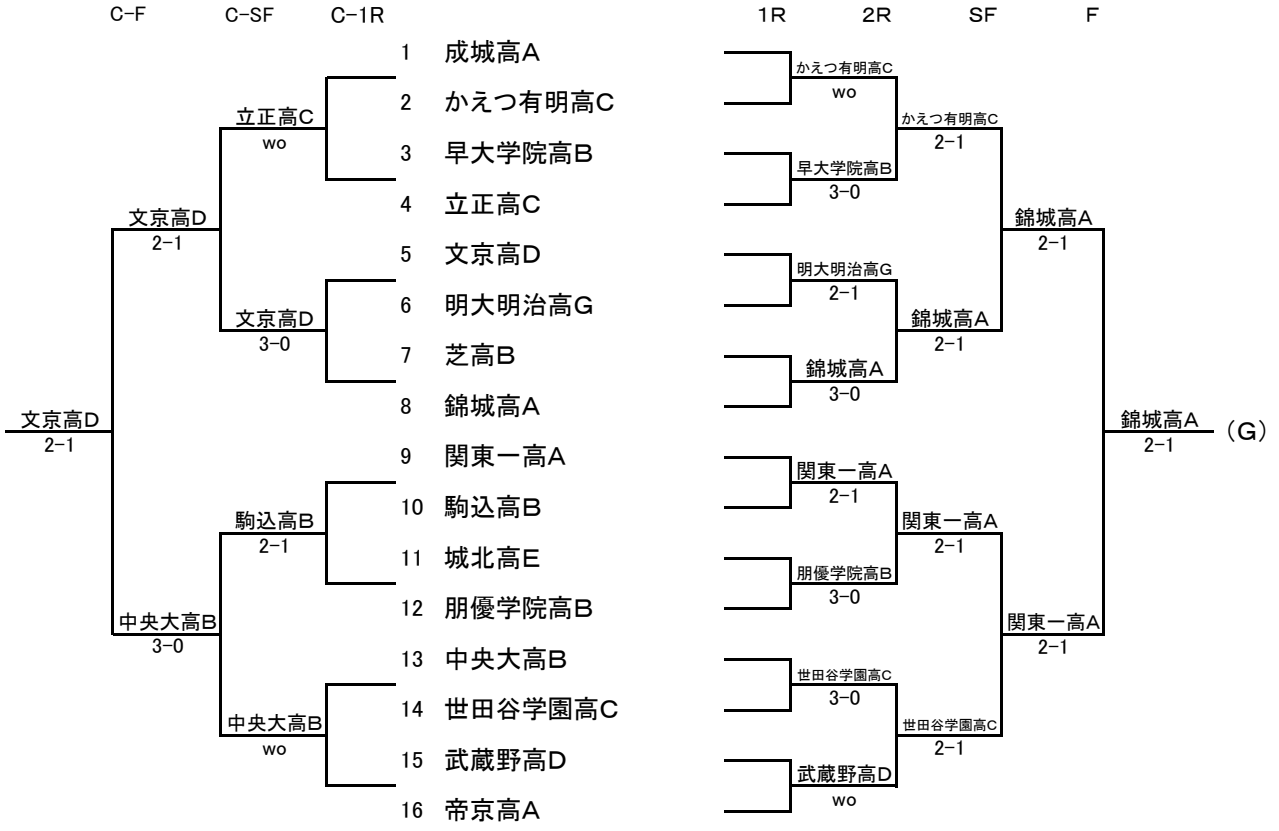 C-F C-SF C-1R 1R 2R SF F
1 成城高A
かえつ有明高C
wo
2 かえつ有明高C
立正高C
wo
かえつ有明高C
2-1
3 早大学院高B
早大学院高B
3-0
4 立正高C
文京高D
2-1
錦城高A
2-1
5 文京高D
明大明治高G
2-1
6 明大明治高G
文京高D
3-0
錦城高A
2-1
7 芝高B
錦城高A
3-0
8 錦城高A
文京高D
2-1
錦城高A
2-1
(G)
9 関東一高A
関東一高A
2-1
10 駒込高B
駒込高B
2-1
関東一高A
2-1
11 城北高E
朋優学院高B
3-0
12 朋優学院高B
中央大高B
3-0
関東一高A
2-1
13 中央大高B
世田谷学園高C
3-0
14 世田谷学園高C
中央大高B
wo
世田谷学園高C
2-1
15 武蔵野高D
武蔵野高D
wo
16 帝京高A